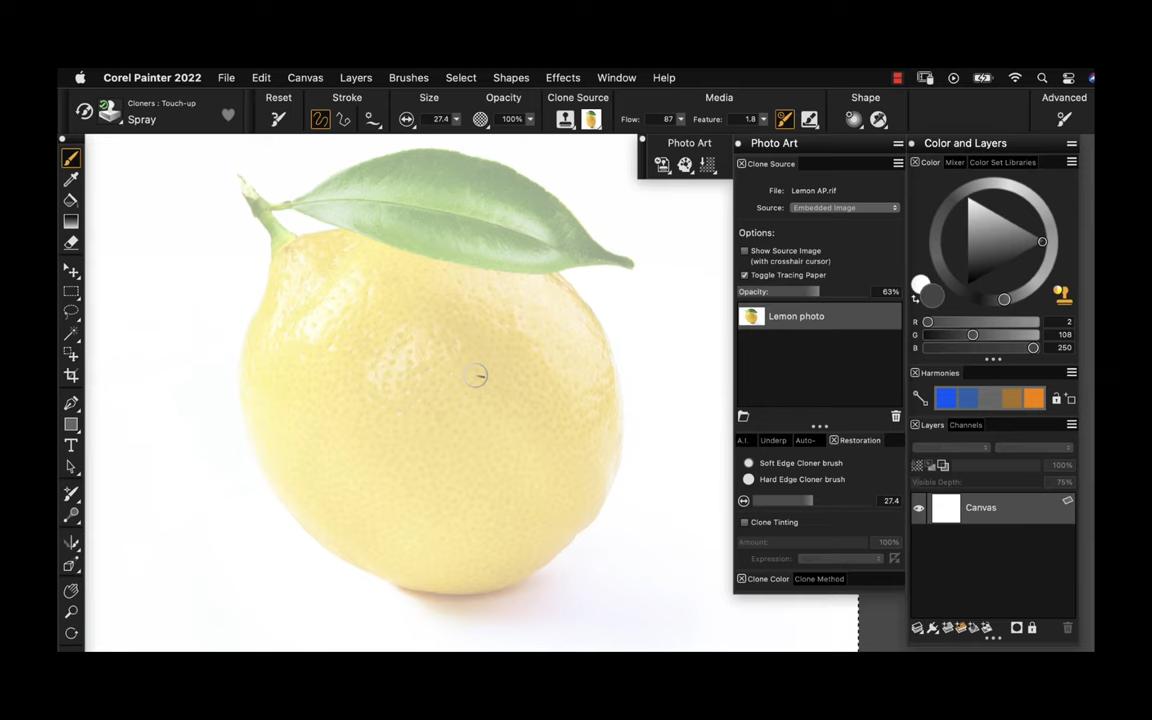 Corel Painter 2022 File Edit Canvas Layers Brushes Select Shapes Effects Window Help
Cloners : Touch-up
Spray
Reset
Stroke
Size
27.4
Opacity
100%
Clone Source
Media
Flow: 87
Feature: 1.8
Shape
Advanced
Photo Art
Photo Art
Clone Source
File: Lemon AP.rif
Source: Embedded Image
Options:
Show Source Image
(with crosshair cursor)
Toggle Tracing Paper
Opacity: 63%
Lemon photo
A.I. Underp Auto- Restoration
Soft Edge Cloner brush
Hard Edge Cloner brush
27.4
Clone Tinting
Amount: 100%
Expression:
Clone Color Clone Method
Color and Layers
Color Mixer Color Set Libraries
R 2
G 108
B 250
Harmonies
Layers Channels
100%
Visible Depth: 75%
Canvas